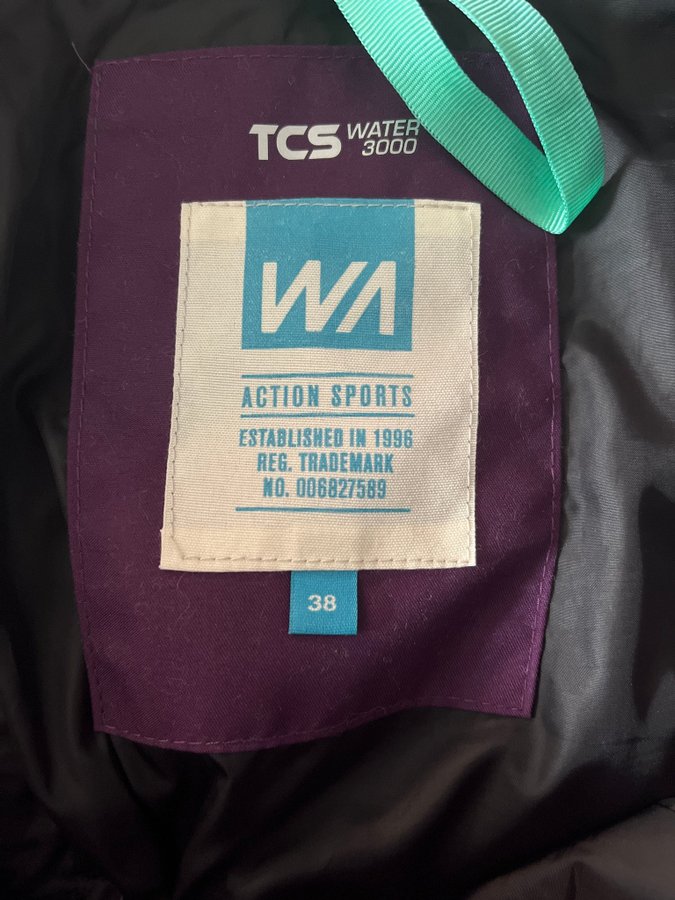 TCS WATER
3000
WA
ACTION SPORTS
ESTABLISHED IN 1996
REG. TRADEMARK
NO. 006827589
38